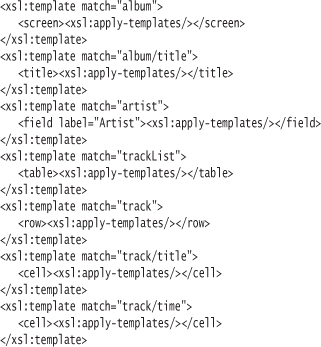 <xsl:template match="album">
   <screen><xsl:apply-templates/></screen>
</xsl:template>
<xsl:template match="album/title">
   <title><xsl:apply-templates/></title>
</xsl:template>
<xsl:template match="artist">
   <field label="Artist"><xsl:apply-templates/></field>
</xsl:template>
<xsl:template match="trackList">
   <table><xsl:apply-templates/></table>
</xsl:template>
<xsl:template match="track">
   <row><xsl:apply-templates/></row>
</xsl:template>
<xsl:template match="track/title">
   <cell><xsl:apply-templates/></cell>
</xsl:template>
<xsl:template match="track/time">
   <cell><xsl:apply-templates/></cell>
</xsl:template>